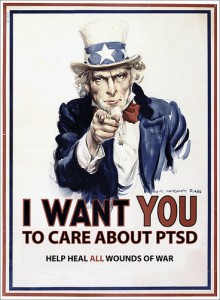 I WANT YOU
TO CARE ABOUT PTSD
HELP HEAL ALL WOUNDS OF WAR